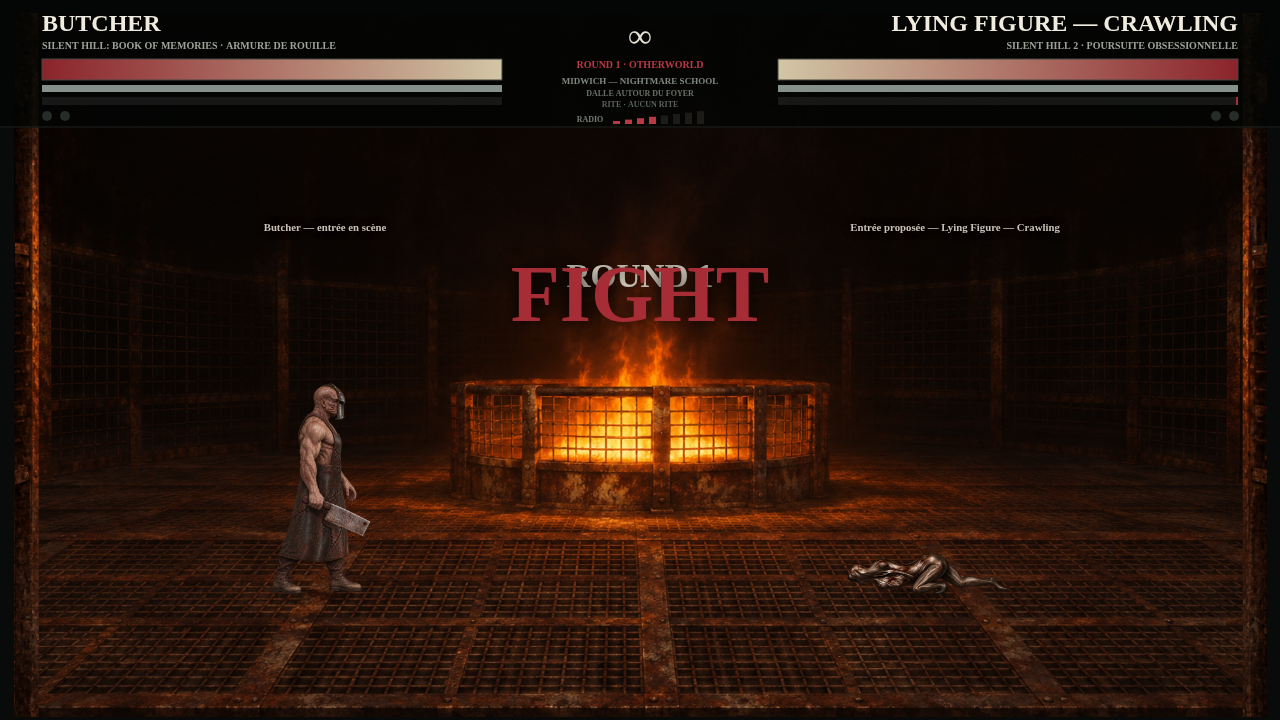 BUTCHER
SILENT HILL: BOOK OF MEMORIES · ARMURE DE ROUILLE
∞
ROUND 1 · OTHERWORLD
MIDWICH — NIGHTMARE SCHOOL
DALLE AUTOUR DU FOYER
RITE · AUCUN RITE
RADIO
LYING FIGURE — CRAWLING
SILENT HILL 2 · POURSUITE OBSESSIONNELLE
Butcher — entrée en scène
Entrée proposée — Lying Figure — Crawling
ROUND 1
FIGHT